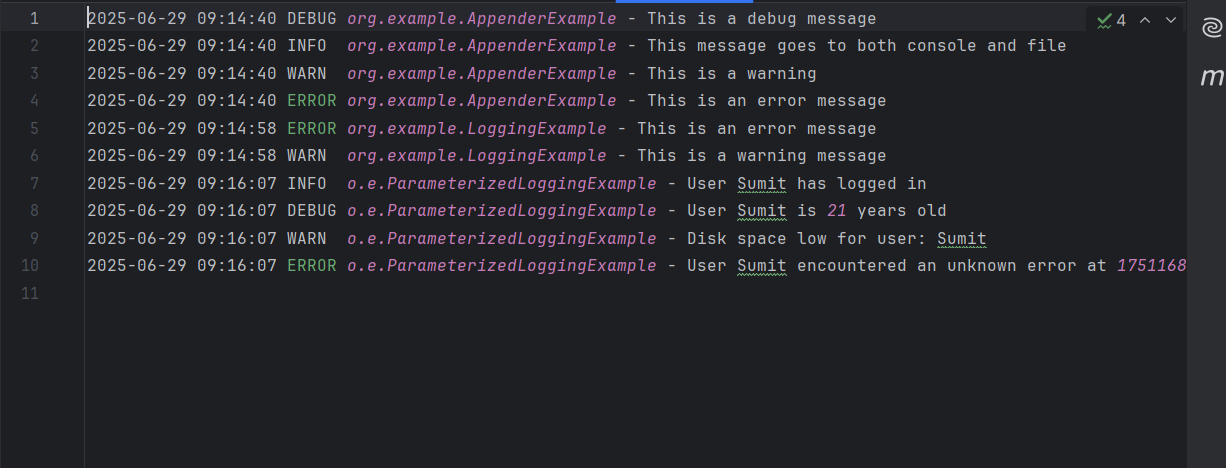 1 2025-06-29 09:14:40 DEBUG org.example.AppenderExample - This is a debug message 4
2 2025-06-29 09:14:40 INFO  org.example.AppenderExample - This message goes to both console and file
3 2025-06-29 09:14:40 WARN  org.example.AppenderExample - This is a warning
4 2025-06-29 09:14:40 ERROR org.example.AppenderExample - This is an error message
5 2025-06-29 09:14:58 ERROR org.example.LoggingExample - This is an error message
6 2025-06-29 09:14:58 WARN  org.example.LoggingExample - This is a warning message
7 2025-06-29 09:16:07 INFO  o.e.ParameterizedLoggingExample - User Sumit has logged in
8 2025-06-29 09:16:07 DEBUG o.e.ParameterizedLoggingExample - User Sumit is 21 years old
9 2025-06-29 09:16:07 WARN  o.e.ParameterizedLoggingExample - Disk space low for user: Sumit
10 2025-06-29 09:16:07 ERROR o.e.ParameterizedLoggingExample - User Sumit encountered an unknown error at 1751168
11
m